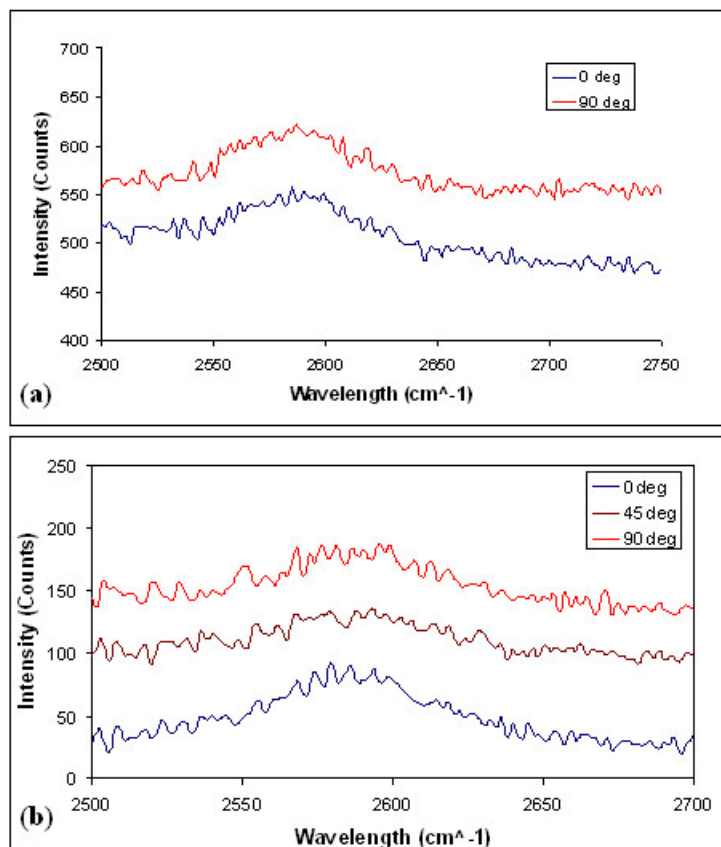 700
650
600
550
500
450
400
Intensity (Counts)
0 deg
90 deg
2500 2550 2600 2650 2700 2750
Wavelength (cm^-1)
(a)
250
200
150
100
50
0
Intensity (Counts)
0 deg
45 deg
90 deg
2500 2550 2600 2650 2700
Wavelength (cm^-1)
(b)